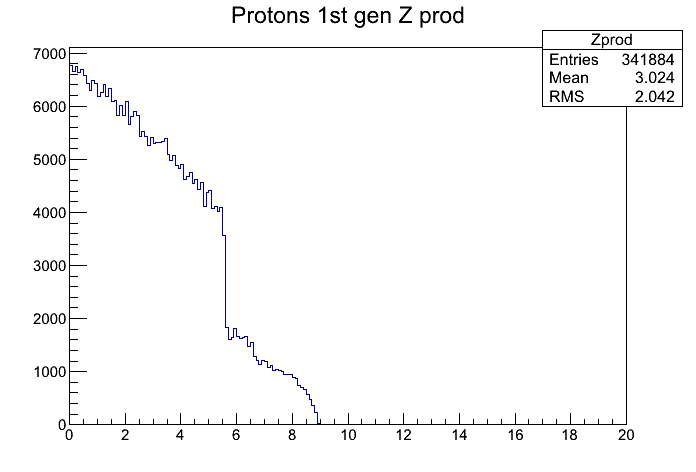 Protons 1st gen Z prod
Zprod
Entries 341884
Mean 3.024
RMS 2.042
7000
6000
5000
4000
3000
2000
1000
0
0 2 4 6 8 10 12 14 16 18 20